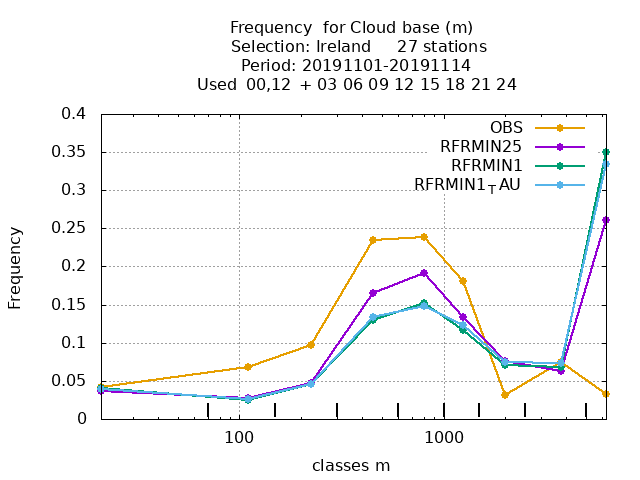 Frequency  for Cloud base (m)
Selection: Ireland     27 stations
Period: 20191101-20191114
Used  00,12  + 03 06 09 12 15 18 21 24
OBS
RFRMIN25
RFRMIN1
RFRMIN1_TAU
0.4
0.35
0.3
0.25
0.2
0.15
0.1
0.05
0
Frequency
100 1000
classes m